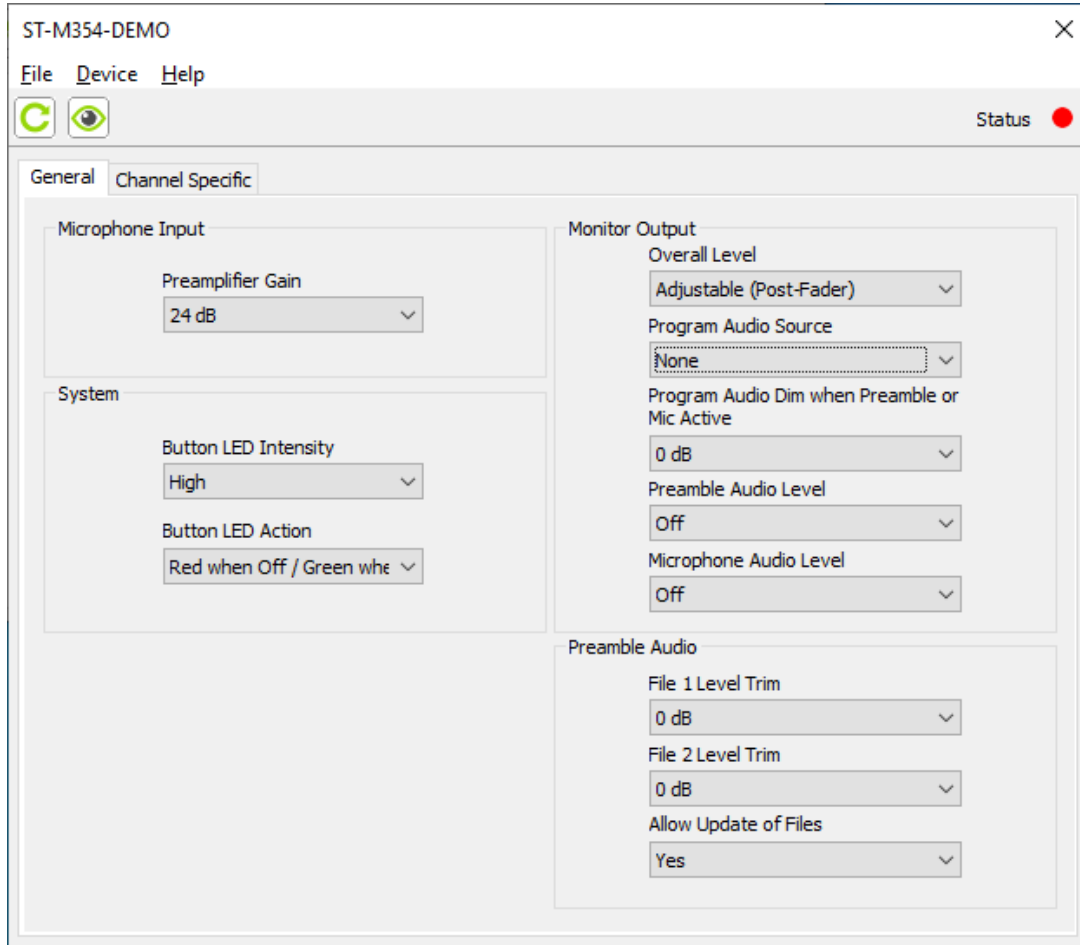 ST-M354-DEMO
File Device Help
Status
General Channel Specific
Microphone Input
Preamplifier Gain
24 dB
System
Button LED Intensity
High
Button LED Action
Red when Off / Green whe
Monitor Output
Overall Level
Adjustable (Post-Fader)
Program Audio Source
None
Program Audio Dim when Preamble or
Mic Active
0 dB
Preamble Audio Level
Off
Microphone Audio Level
Off
Preamble Audio
File 1 Level Trim
0 dB
File 2 Level Trim
0 dB
Allow Update of Files
Yes